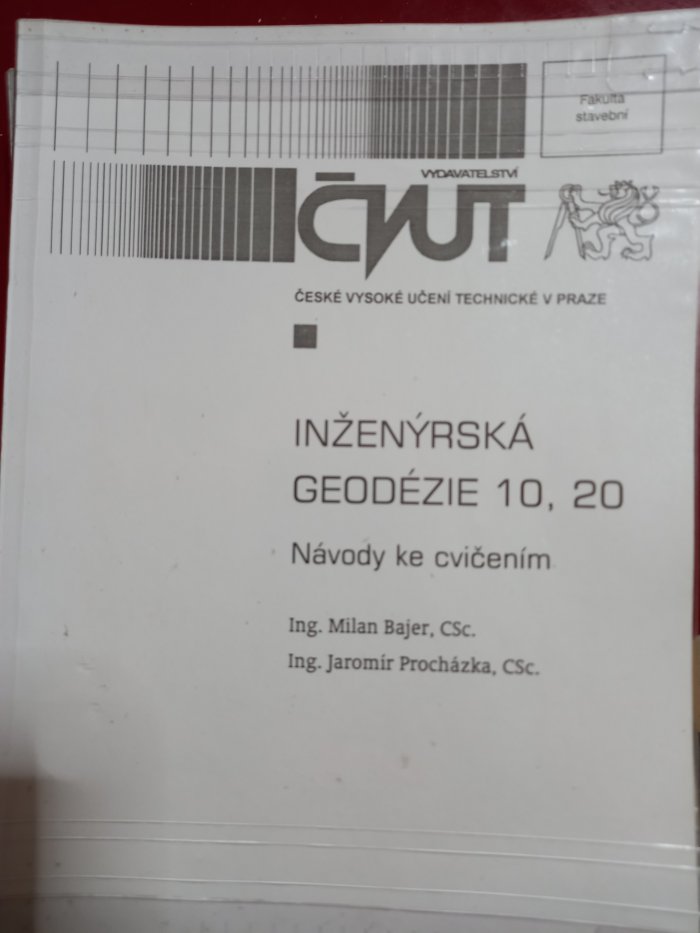 Fakulta
stavební
VYDAVATELSTVÍ
ČVUT
ČESKÉ VYSOKÉ UČENÍ TECHNICKÉ V PRAZE
INŽENÝRSKÁ
GEODÉZIE 10, 20
Návody ke cvičením
Ing. Milan Bajer, CSc.
Ing. Jaromír Procházka, CSc.